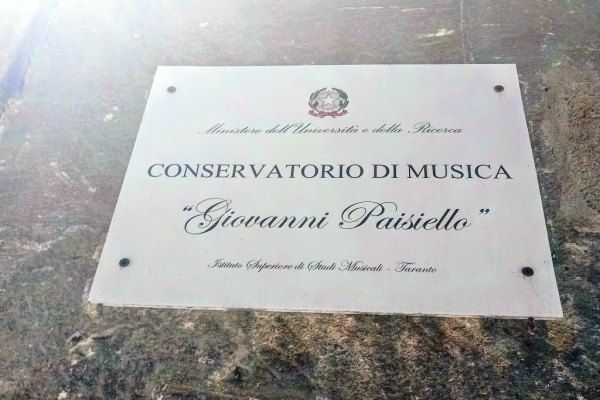 Ministero dell'Università e della Ricerca
CONSERVATORIO DI MUSICA
"Giovanni Paisiello"
Istituto Superiore di Studi Musicali - Taranto